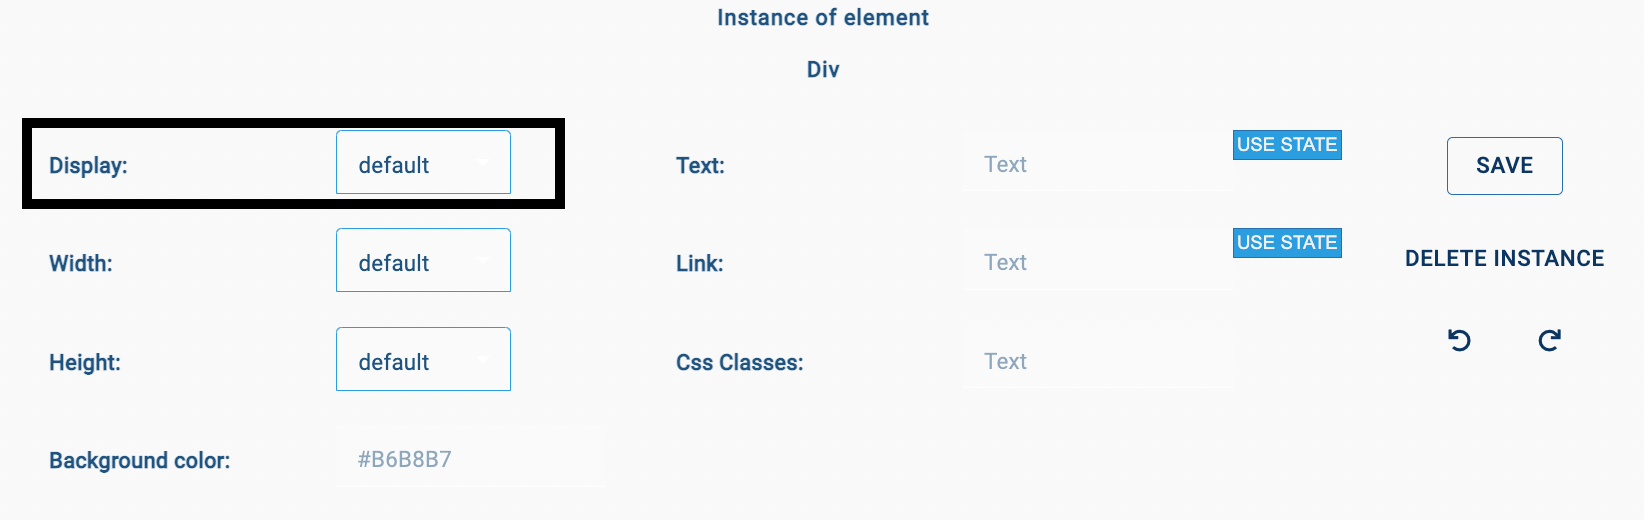 Instance of element
Div
Display: default Text: Text USE STATE SAVE
Width: default Link: Text USE STATE DELETE INSTANCE
Height: default Css Classes: Text
Background color: #B6B8B7